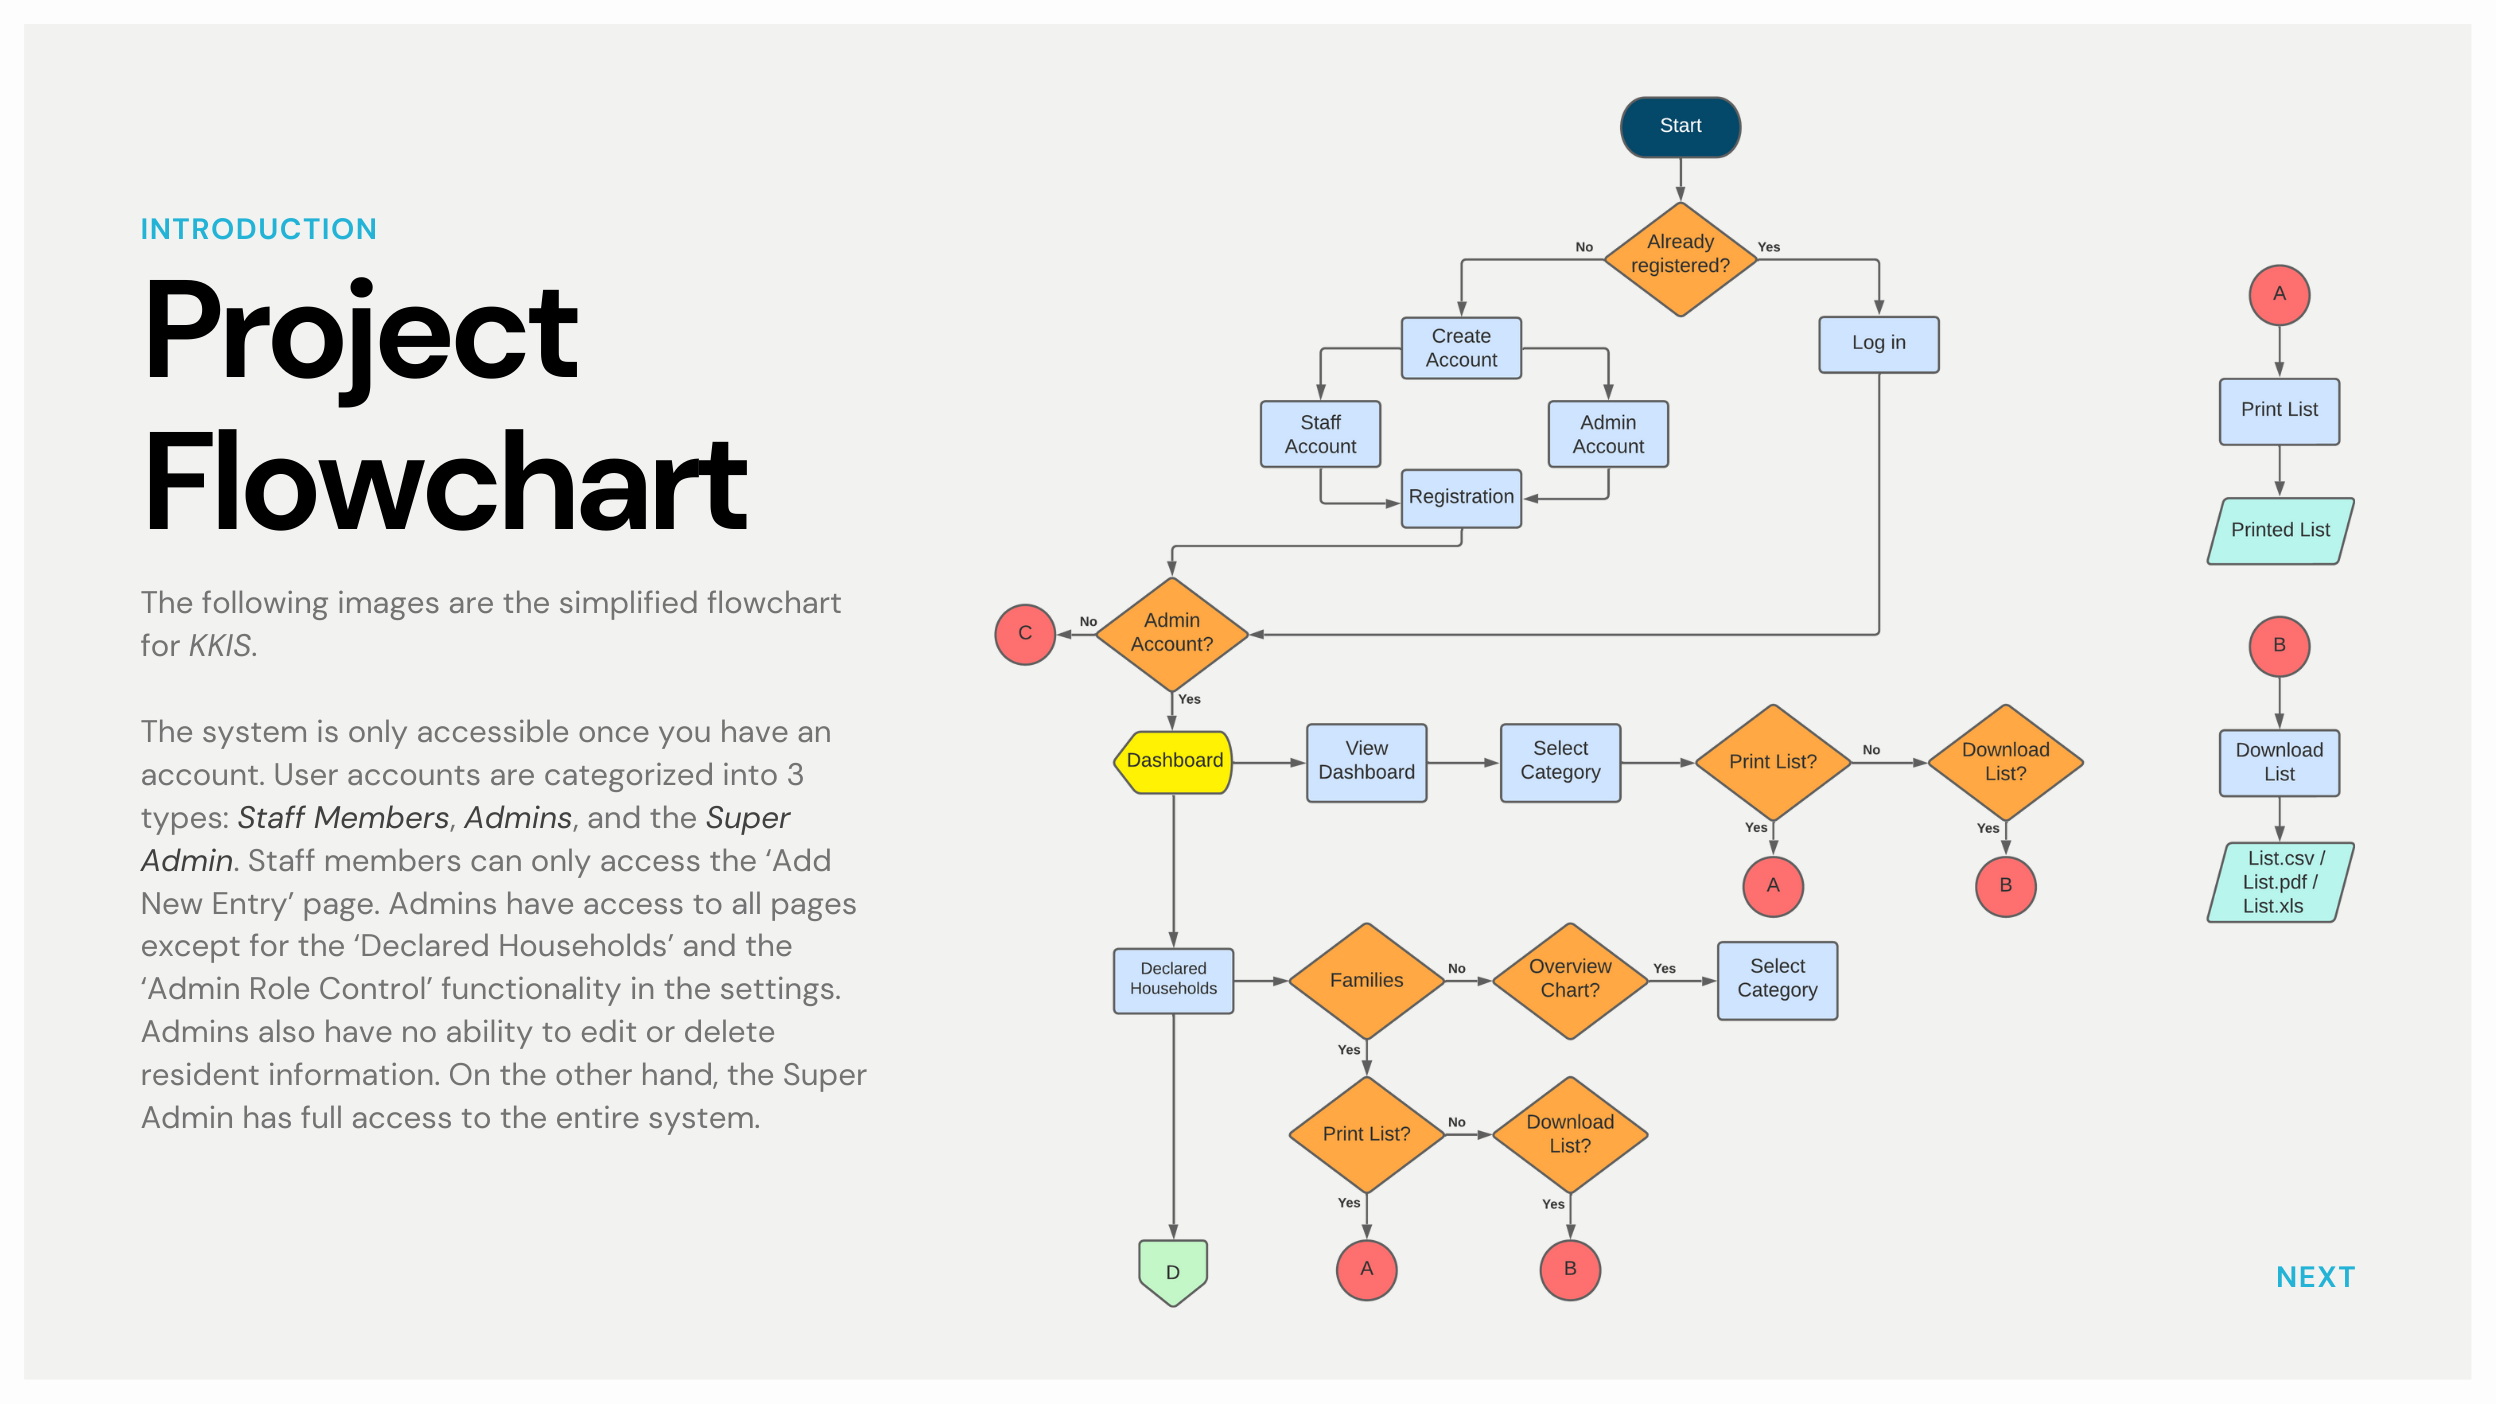 INTRODUCTION
Project
Flowchart
The following images are the simplified flowchart
for KKIS.
The system is only accessible once you have an
account. User accounts are categorized into 3
types: Staff Members, Admins, and the Super
Admin. Staff members can only access the ‘Add
New Entry’ page. Admins have access to all pages
except for the ‘Declared Households’ and the
‘Admin Role Control’ functionality in the settings.
Admins also have no ability to edit or delete
resident information. On the other hand, the Super
Admin has full access to the entire system.
Start
Already
registered?
No
Yes
Create
Account
Log in
Staff
Account
Admin
Account
Registration
Admin
Account?
No
C
Yes
Dashboard
View
Dashboard
Select
Category
Print List?
No
Download
List?
Yes
A
Yes
B
Declared
Households
Families
No
Overview
Chart?
Yes
Select
Category
Yes
Print List?
No
Download
List?
Yes
A
Yes
B
D
A
Print List
Printed List
B
Download
List
List.csv /
List.pdf /
List.xls
NEXT